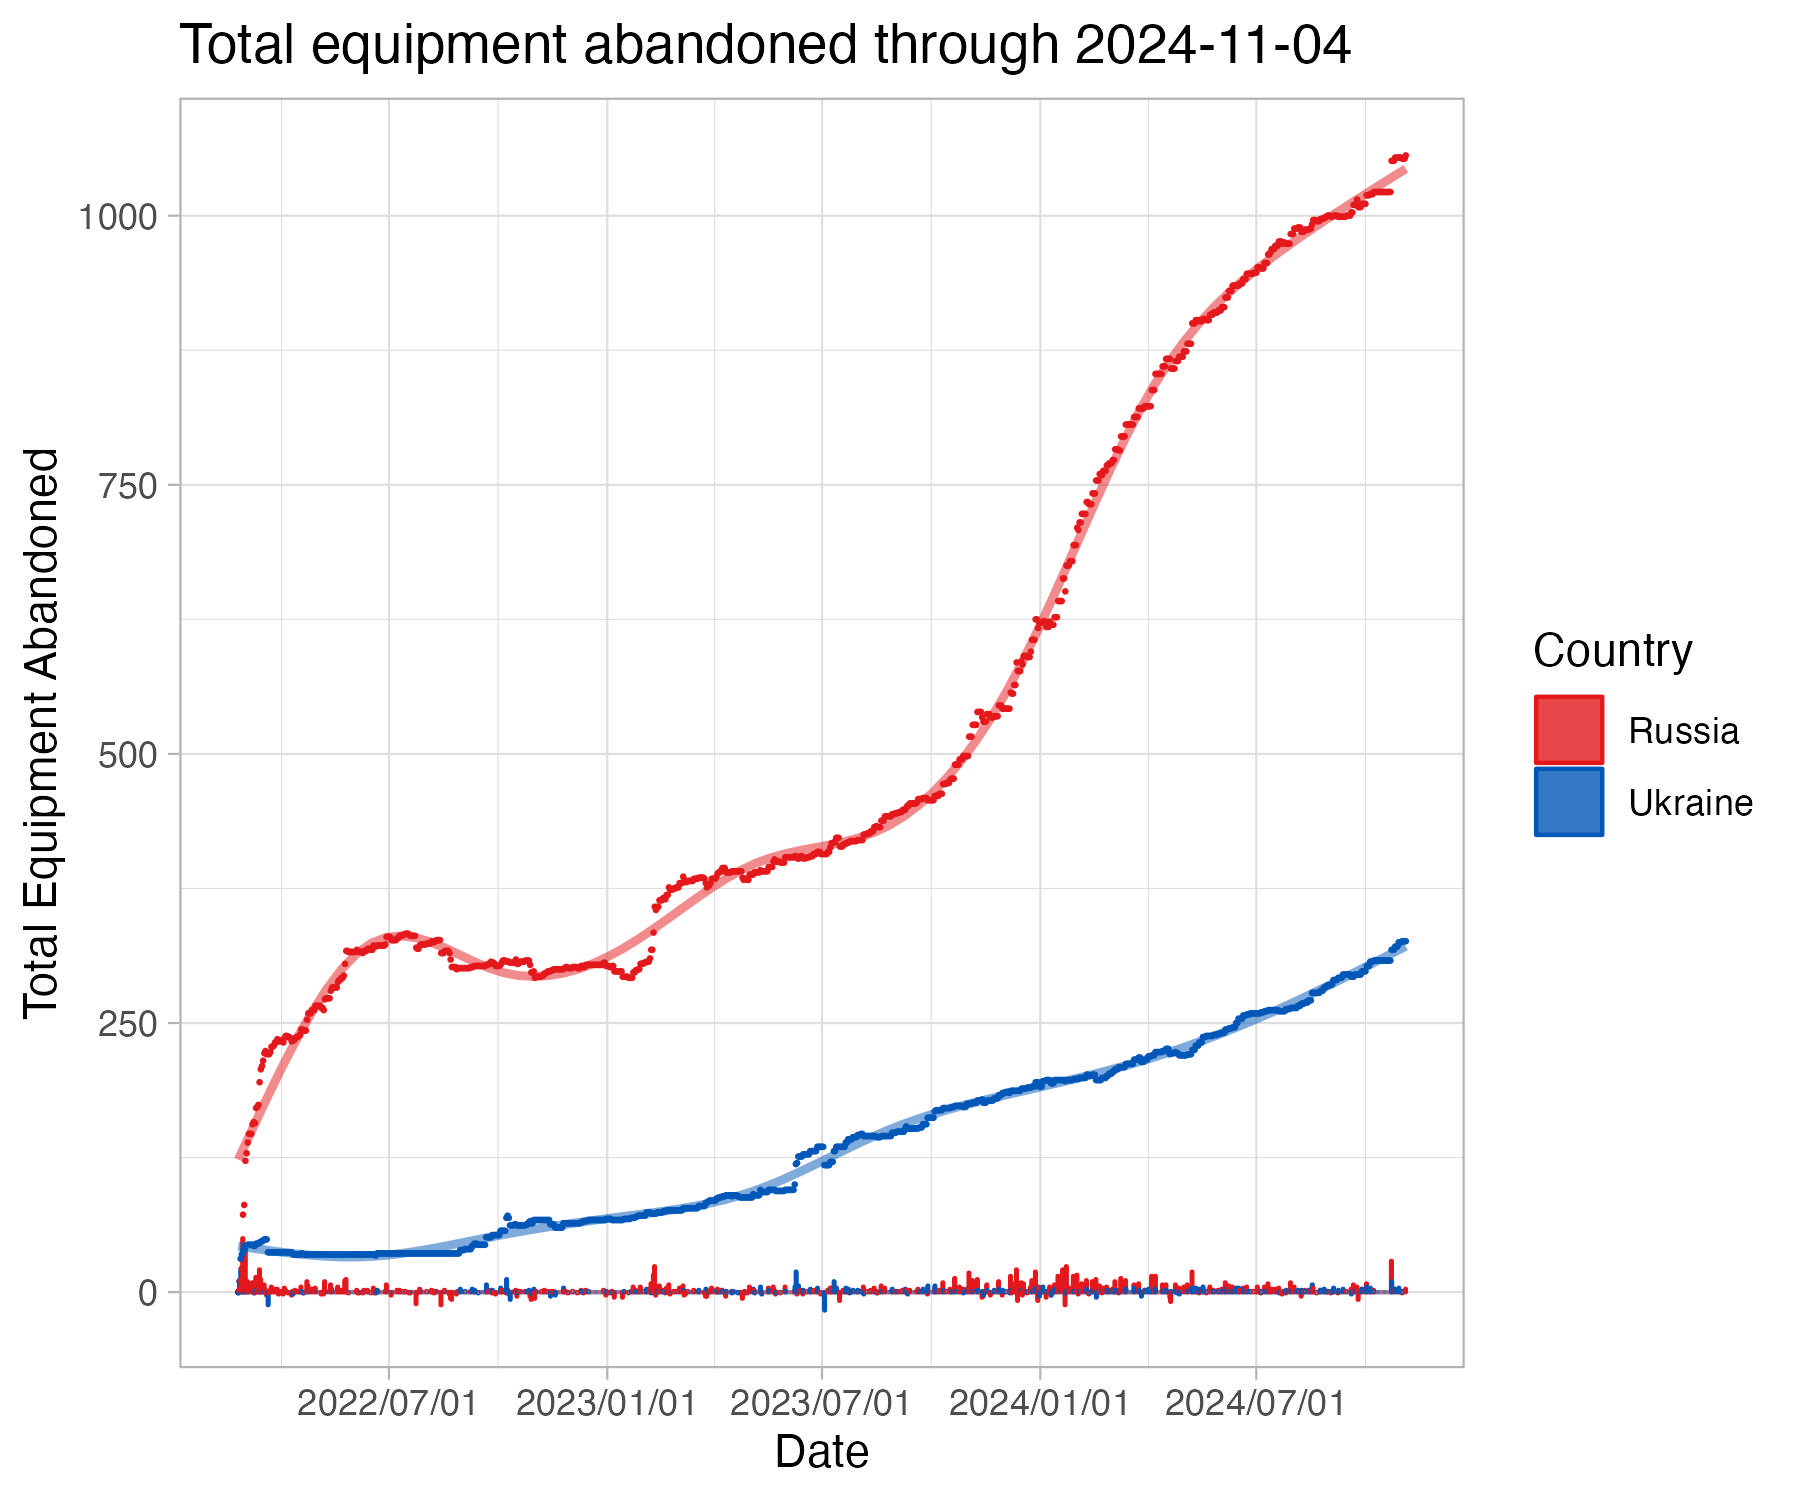 Total equipment abandoned through 2024-11-04
Total Equipment Abandoned
1000
750
500
250
0
2022/07/01
2023/01/01
2023/07/01
2024/01/01
2024/07/01
Date
Country
Russia
Ukraine